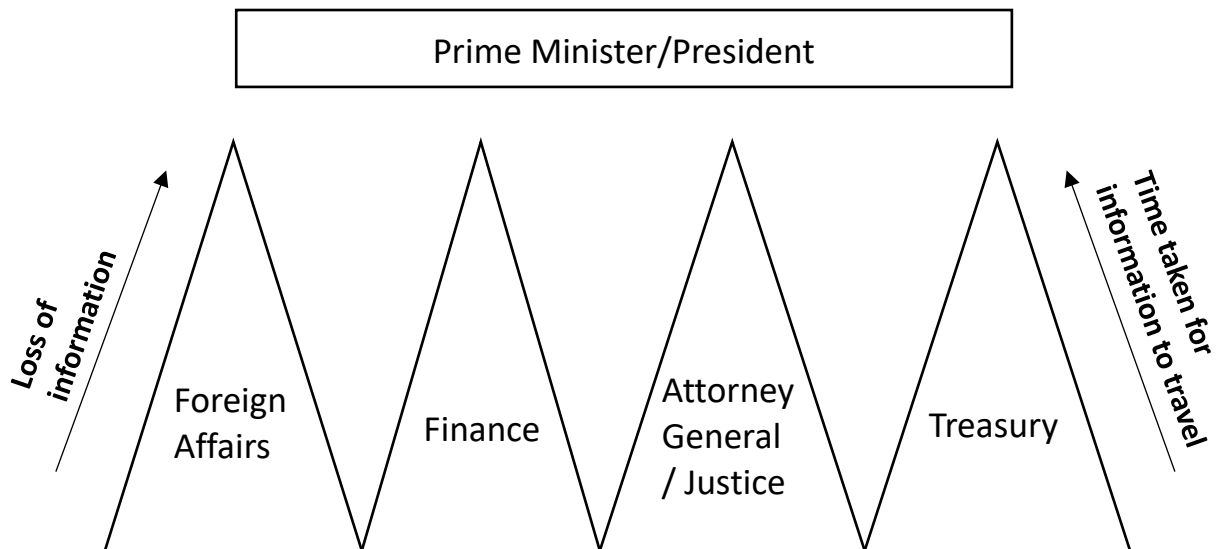 Prime Minister/President
Loss of
information
Time taken for
information to travel
Foreign
Affairs
Finance
Attorney
General
/ Justice
Treasury